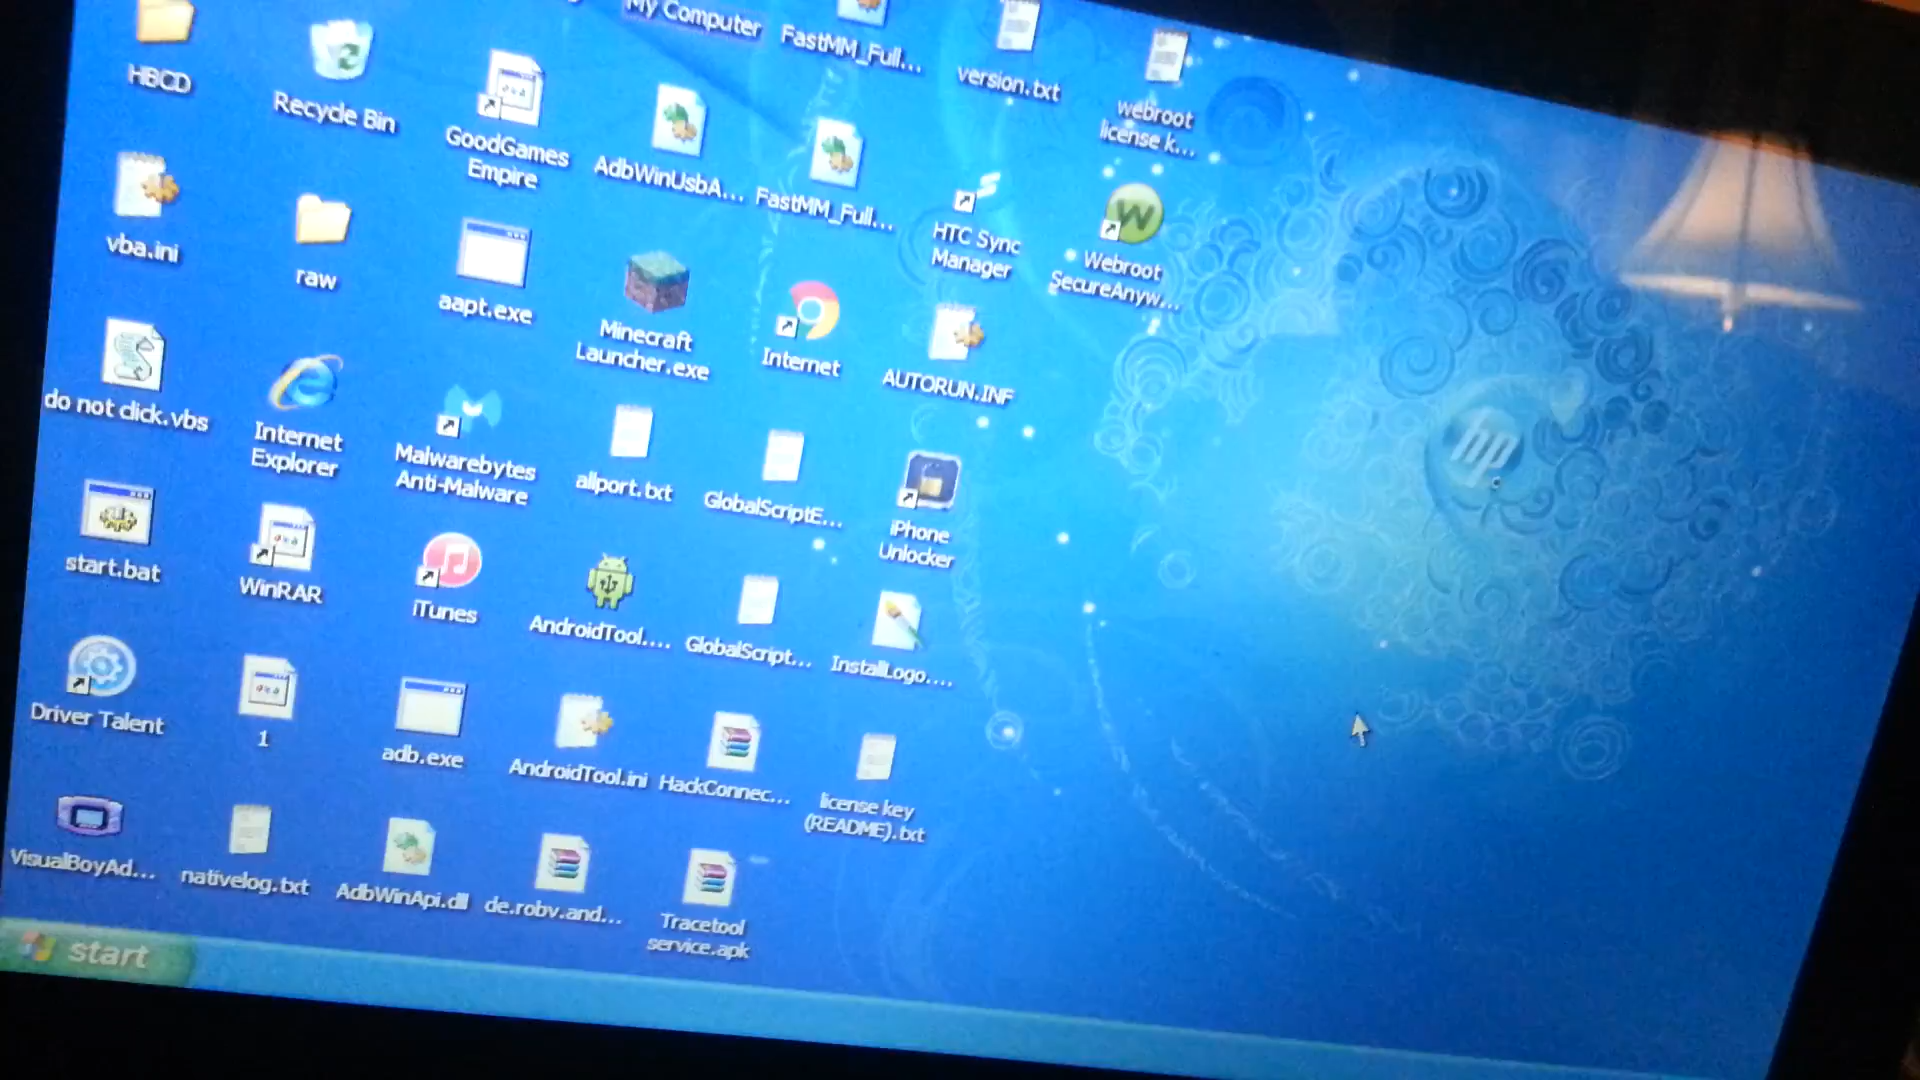 HBCD
Recycle Bin
GoodGames
Empire
My Computer
AdbWinUsbA...
FastMM_Full...
FastMM_Full...
version.txt
webroot
license k...
vba.ini
raw
aapt.exe
Minecraft
Launcher.exe
Internet
HTC Sync
Manager
W
Webroot
SecureAnyw...
do not click.vbs
Internet
Explorer
Malwarebytes
Anti-Malware
allport.txt
GlobalScriptE...
AUTORUN.INF
iPhone
Unlocker
start.bat
WinRAR
iTunes
AndroidTool....
GlobalScript...
InstallLogo....
Driver Talent
1
adb.exe
AndroidTool.ini
HackConnec...
license key
(README).txt
VisualBoyAd...
nativelog.txt
AdbWinApi.dll
de.robv.and...
Tracetool
service.apk
hp
start